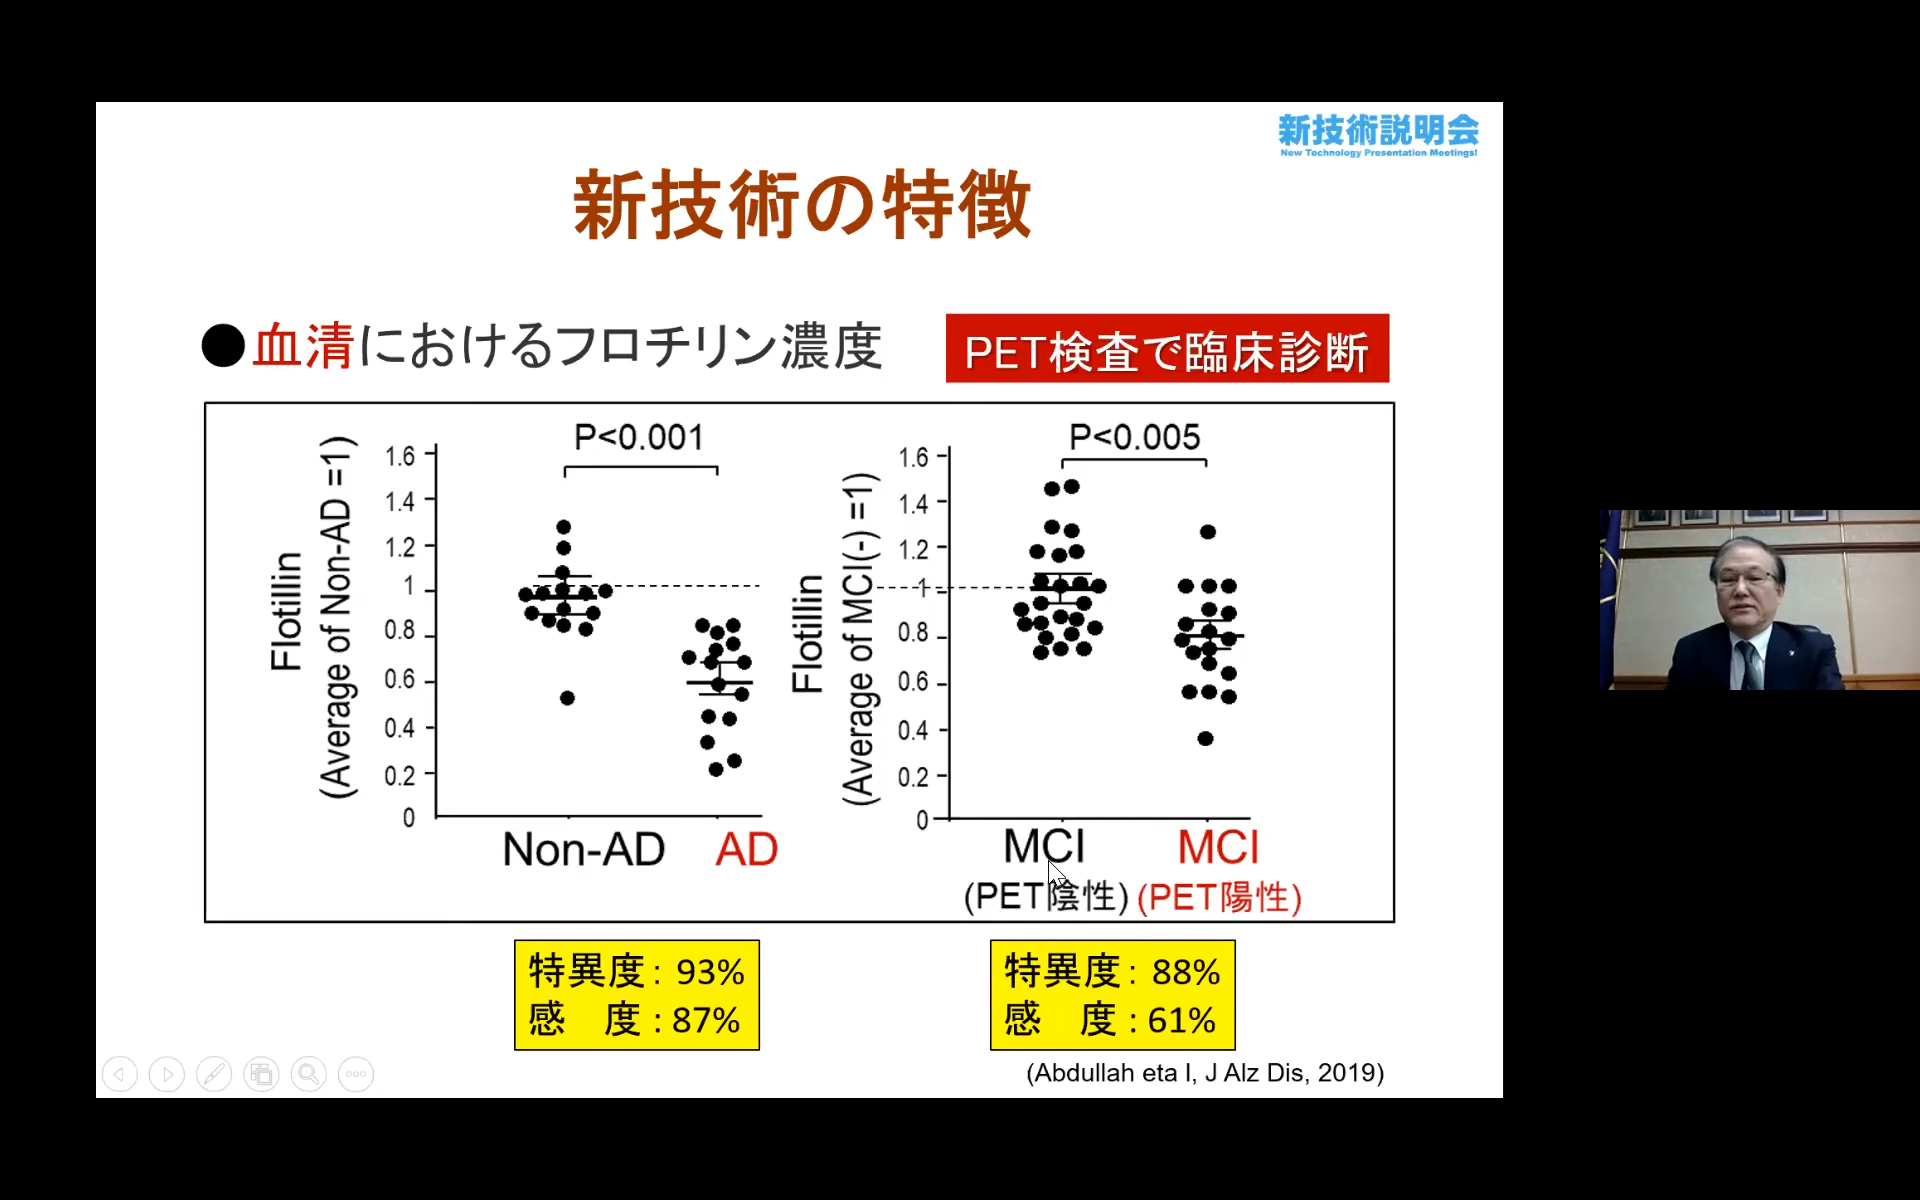 新技術説明会
New Technology Presentation Meetings!
新技術の特徴
●血清におけるフロチリン濃度
PET検査で臨床診断
Flotillin
(Average of Non-AD =1)
P<0.001
1.6
1.4
1.2
1
0.8
0.6
0.4
0.2
0
Non-AD
AD
Flotillin
(Average of MCI(-) =1)
P<0.005
1.6
1.4
1.2
1
0.8
0.6
0.4
0.2
0
MCI
(PET陰性)
MCI
(PET陽性)
特異度: 93%
感 度: 87%
特異度: 88%
感 度: 61%
(Abdullah eta l, J Alz Dis, 2019)